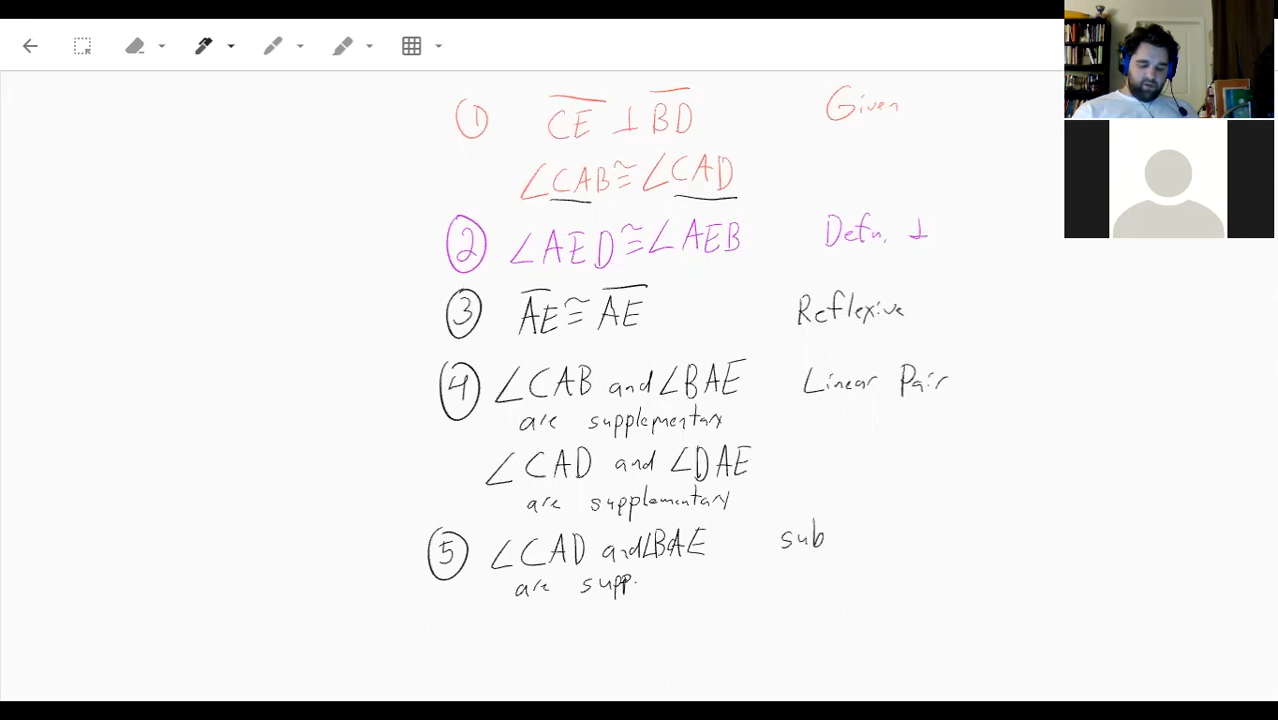 ① CE ⊥ BD Given
∠CAB ≅ ∠CAD
② ∠AED ≅ ∠AEB Defn. ⊥
③ AE ≅ AE Reflexive
④ ∠CAB and ∠BAE Linear Pair
are supplementary
∠CAD and ∠DAE
are supplementary
⑤ ∠CAD and ∠BAE sub
are supp.